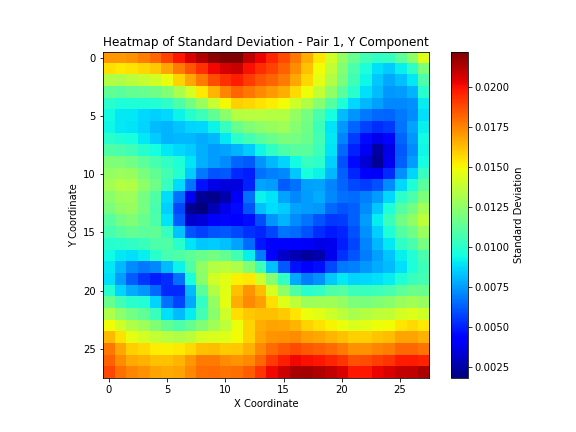 Heatmap of Standard Deviation - Pair 1, Y Component
0
5
10
15
20
25
Y Coordinate
0 5 10 15 20 25
X Coordinate
0.0200
0.0175
0.0150
0.0125
0.0100
0.0075
0.0050
0.0025
Standard Deviation